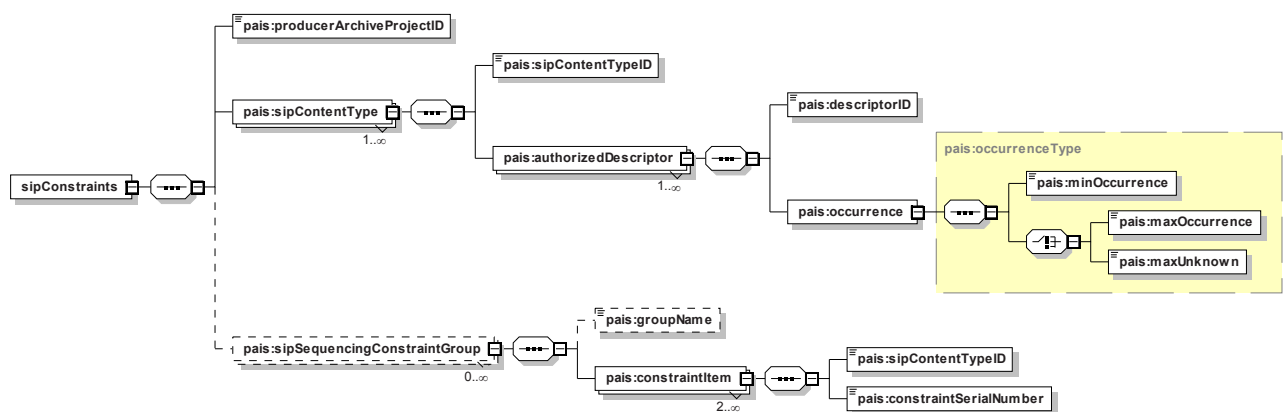 pais:producerArchiveProjectID
pais:sipContentTypeID
pais:sipContentType
1..∞
pais:descriptorID
pais:authorizedDescriptor
1..∞
pais:occurrenceType
pais:minOccurrence
sipConstraints
pais:occurrence
pais:maxOccurrence
pais:maxUnknown
pais:groupName
pais:sipSequencingConstraintGroup
0..∞
pais:sipContentTypeID
pais:constraintItem
2..∞
pais:constraintSerialNumber